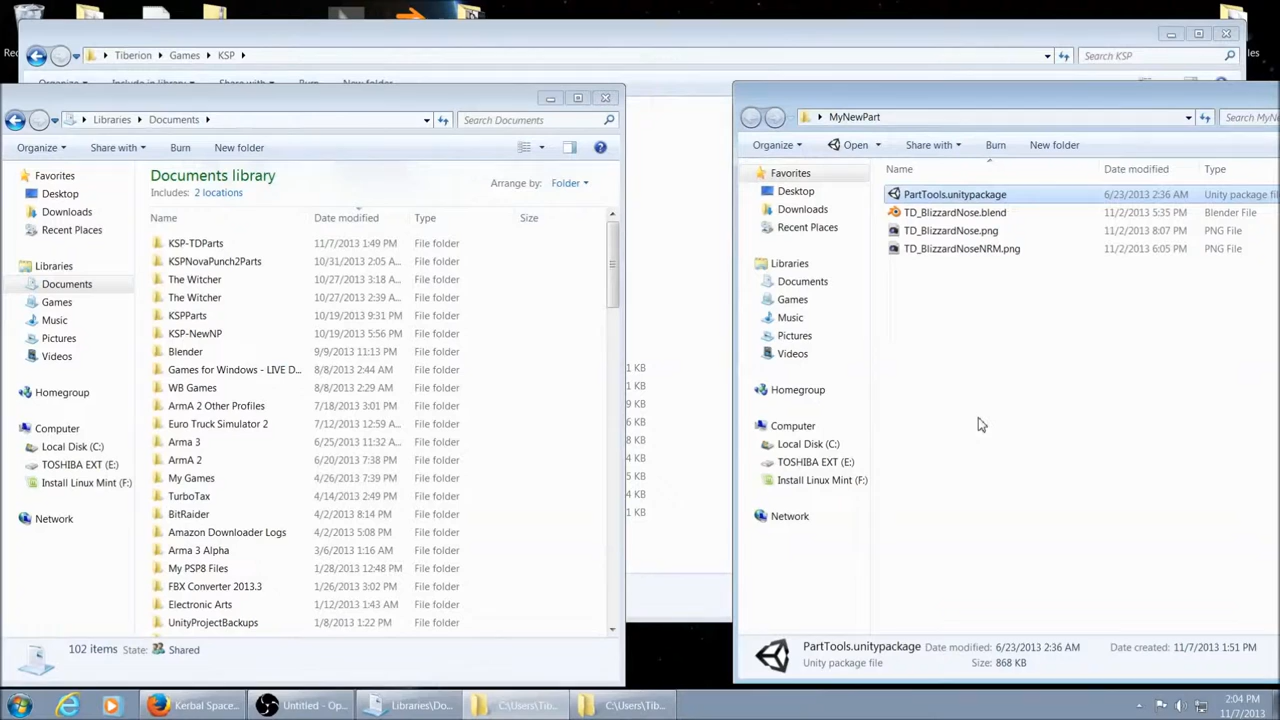 Rec
les
Tiberion Games KSP
Search KSP
Organize Include in library Share with Burn New folder
Libraries Documents
Search Documents
Organize Share with Burn New folder
Favorites
Desktop
Downloads
Recent Places
Libraries
Documents
Games
Music
Pictures
Videos
Homegroup
Computer
Local Disk (C:)
TOSHIBA EXT (E:)
Install Linux Mint (F:)
Network
Documents library
Includes: 2 locations
Arrange by: Folder
Name Date modified Type Size
KSP-TDParts 11/7/2013 1:49 PM File folder
KSPNovaPunch2Parts 10/31/2013 2:05 A... File folder
The Witcher 10/27/2013 3:18 A... File folder
The Witcher 10/27/2013 2:39 A... File folder
KSPParts 10/19/2013 9:31 PM File folder
KSP-NewNP 10/19/2013 5:56 PM File folder
Blender 9/9/2013 11:13 PM File folder
Games for Windows - LIVE D... 8/8/2013 2:44 AM File folder
WB Games 8/8/2013 2:29 AM File folder
ArmA 2 Other Profiles 7/18/2013 3:01 PM File folder
Euro Truck Simulator 2 7/12/2013 12:59 PM File folder
Arma 3 6/25/2013 11:32 AM File folder
ArmA 2 6/20/2013 7:38 PM File folder
My Games 4/26/2013 7:39 PM File folder
TurboTax 4/14/2013 2:49 PM File folder
BitRaider 4/2/2013 8:14 PM File folder
Amazon Downloader Logs 4/2/2013 5:08 PM File folder
Arma 3 Alpha 3/6/2013 1:16 AM File folder
My PSP8 Files 1/28/2013 12:48 PM File folder
FBX Converter 2013.3 1/26/2013 3:02 PM File folder
Electronic Arts 1/12/2013 1:43 AM File folder
UnityProjectBackups 1/8/2013 1:22 PM File folder
102 items State: Shared
1 KB
1 KB
9 KB
6 KB
8 KB
4 KB
5 KB
4 KB
1 KB
MyNewPart
Search MyNe
Organize Open Share with Burn New folder
Favorites
Desktop
Downloads
Recent Places
Libraries
Documents
Games
Music
Pictures
Videos
Homegroup
Computer
Local Disk (C:)
TOSHIBA EXT (E:)
Install Linux Mint (F:)
Network
Name Date modified Type
PartTools.unitypackage 6/23/2013 2:36 AM Unity package fi
TD_BlizzardNose.blend 11/2/2013 5:35 PM Blender File
TD_BlizzardNose.png 11/2/2013 8:07 PM PNG File
TD_BlizzardNoseNRM.png 11/2/2013 6:05 PM PNG File
PartTools.unitypackage Date modified: 6/23/2013 2:36 AM Date created: 11/7/2013 1:51 PM
Unity package file Size: 868 KB
Kerbal Space... Untitled - Op... Libraries\Do... C:\Users\Tib... C:\Users\Tib...
2:04 PM
11/7/2013